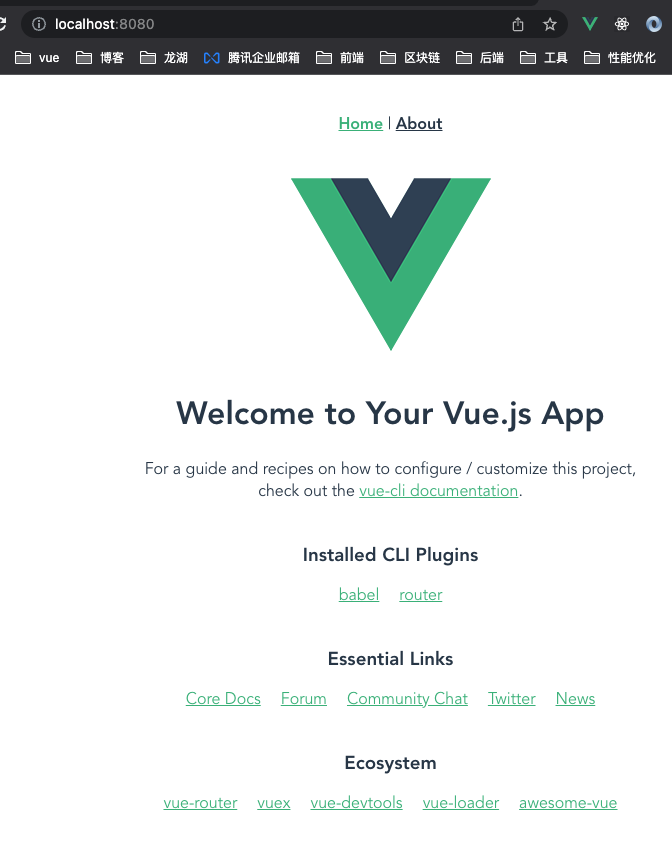 localhost:8080
vue 博客 龙湖 腾讯企业邮箱 前端 区块链 后端 工具 性能优化
Home | About
Welcome to Your Vue.js App
For a guide and recipes on how to configure / customize this project,
check out the vue-cli documentation.
Installed CLI Plugins
babel router
Essential Links
Core Docs Forum Community Chat Twitter News
Ecosystem
vue-router vuex vue-devtools vue-loader awesome-vue